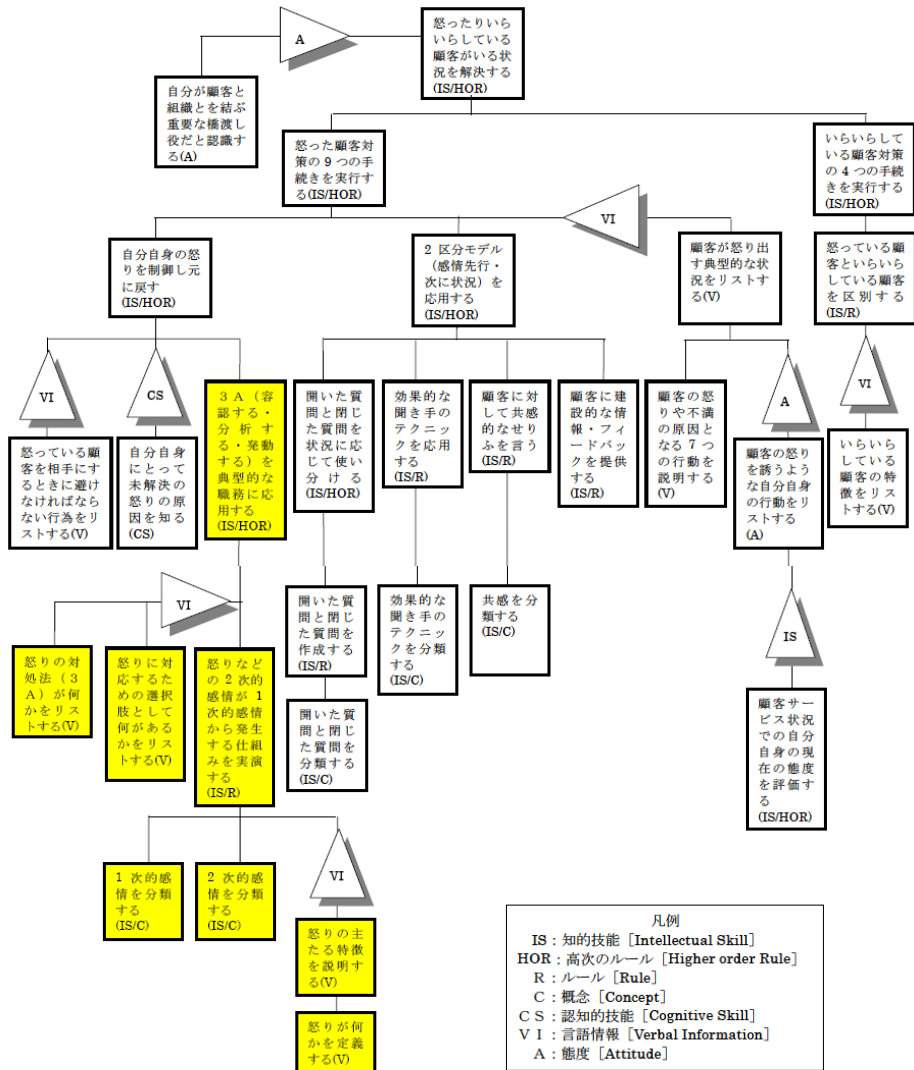 A
怒ったりいら
いらしている
顧客がいる状
況を解決する
(IS/HOR)
自分が顧客と
組織とを結ぶ
重要な橋渡し
役だと認識す
る(A)
怒った顧客対
策の 9 つの手
続きを実行す
る(IS/HOR)
いらいらして
いる顧客対策
の 4 つの手続
きを実行する
(IS/HOR)
自分自身の怒
りを制御し元
に戻す
(IS/HOR)
2 区分モデル
(感情先行・
次に状況)を
応用する
(IS/HOR)
VI
顧客が怒り出
す典型的な状
況をリストす
る(V)
怒っている顧
客といらいら
している顧客
を区別する
(IS/R)
VI
怒っている顧
客を相手にす
るときに避け
なければなら
ない行為をリ
ストする(V)
CS
自分自身に
とって未
解決の
怒りの原
因を知る
(CS)
3 A(容
認する・
分析す
る・発動
する)を
典型的な
職務に応
用する
(IS/HOR)
開いた質
問と閉じ
た質問を
状況に応
じて使い
分ける
(IS/HOR)
効果的な
聞き手の
テクニッ
クを応用
する
(IS/R)
顧客に対
して共感
的なせり
ふを言う
(IS/R)
顧客に建
設的な情
報・フィ
ードバッ
クを提供
する
(IS/R)
顧客の怒
りや不満
の原因と
なる 7 つ
の行動を
説明する
(V)
A
顧客の怒り
を誘うよう
な自分自身
の行動をリ
ストする
(A)
VI
いらいらし
ている顧客
の特徴をリ
ストする(V)
VI
怒りの対
処法(3
A)が何
かをリス
トする(V)
怒りに対
応するた
めの選択
肢として
何がある
かをリス
トする(V)
怒りなど
の 2 次的
感情が 1
次的感情
から発生
する仕組
みを実演
する
(IS/R)
開いた質
問と閉じ
た質問を
作成する
(IS/R)
開いた質
問と閉じ
た質問を
分類する
(IS/C)
効果的な
聞き手の
テクニッ
クを分類
する
(IS/C)
共感を分
類する
(IS/C)
IS
顧客サー
ビス状況
での自分
自身の現
在の態度
を評価す
る
(IS/HOR)
1 次的感
情を分類
する
(IS/C)
2 次的感
情を分類
する
(IS/C)
VI
怒りの主
たる特徴
を説明す
る(V)
怒りが何
かを定義
する(V)
凡例
IS:知的技能[Intellectual Skill]
HOR:高次のルール[Higher order Rule]
R:ルール[Rule]
C:概念[Concept]
CS:認知的技能[Cognitive Skill]
VI:言語情報[Verbal Information]
A:態度[Attitude]